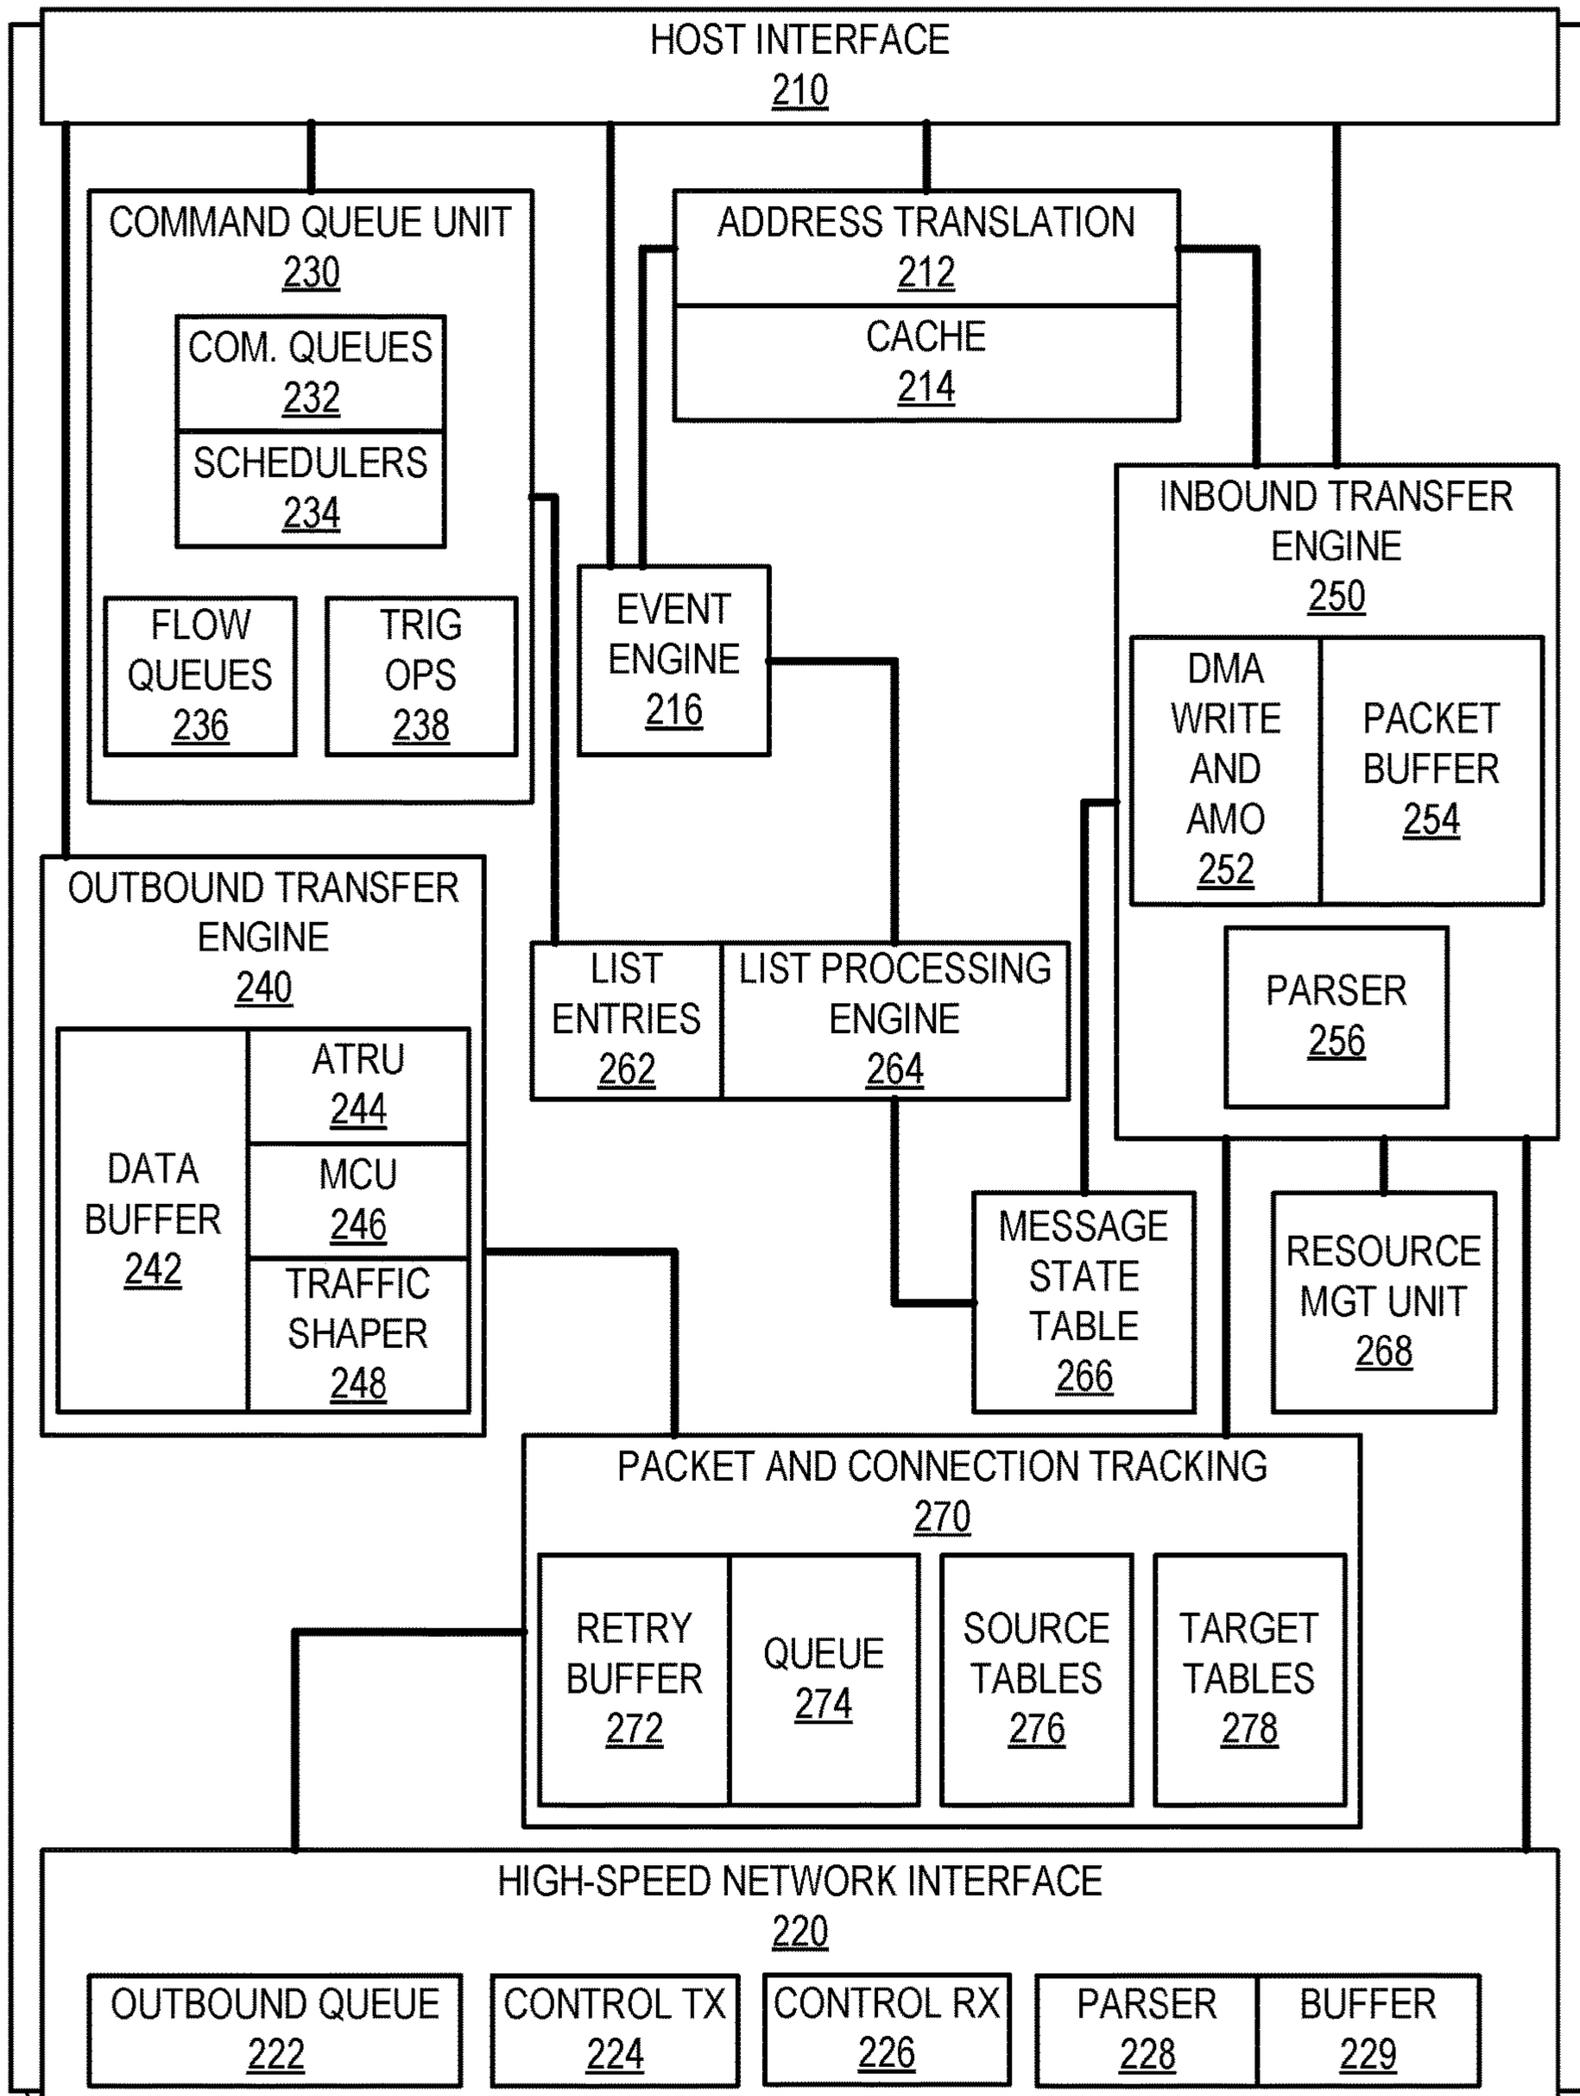 HOST INTERFACE
210
COMMAND QUEUE UNIT
230
COM. QUEUES
232
SCHEDULERS
234
FLOW
QUEUES
236
TRIG
OPS
238
ADDRESS TRANSLATION
212
CACHE
214
EVENT
ENGINE
216
INBOUND TRANSFER
ENGINE
250
DMA
WRITE
AND
AMO
252
PACKET
BUFFER
254
PARSER
256
OUTBOUND TRANSFER
ENGINE
240
DATA
BUFFER
242
ATRU
244
MCU
246
TRAFFIC
SHAPER
248
LIST
ENTRIES
262
LIST PROCESSING
ENGINE
264
MESSAGE
STATE
TABLE
266
RESOURCE
MGT UNIT
268
PACKET AND CONNECTION TRACKING
270
RETRY
BUFFER
272
QUEUE
274
SOURCE
TABLES
276
TARGET
TABLES
278
HIGH-SPEED NETWORK INTERFACE
220
OUTBOUND QUEUE
222
CONTROL TX
224
CONTROL RX
226
PARSER
228
BUFFER
229